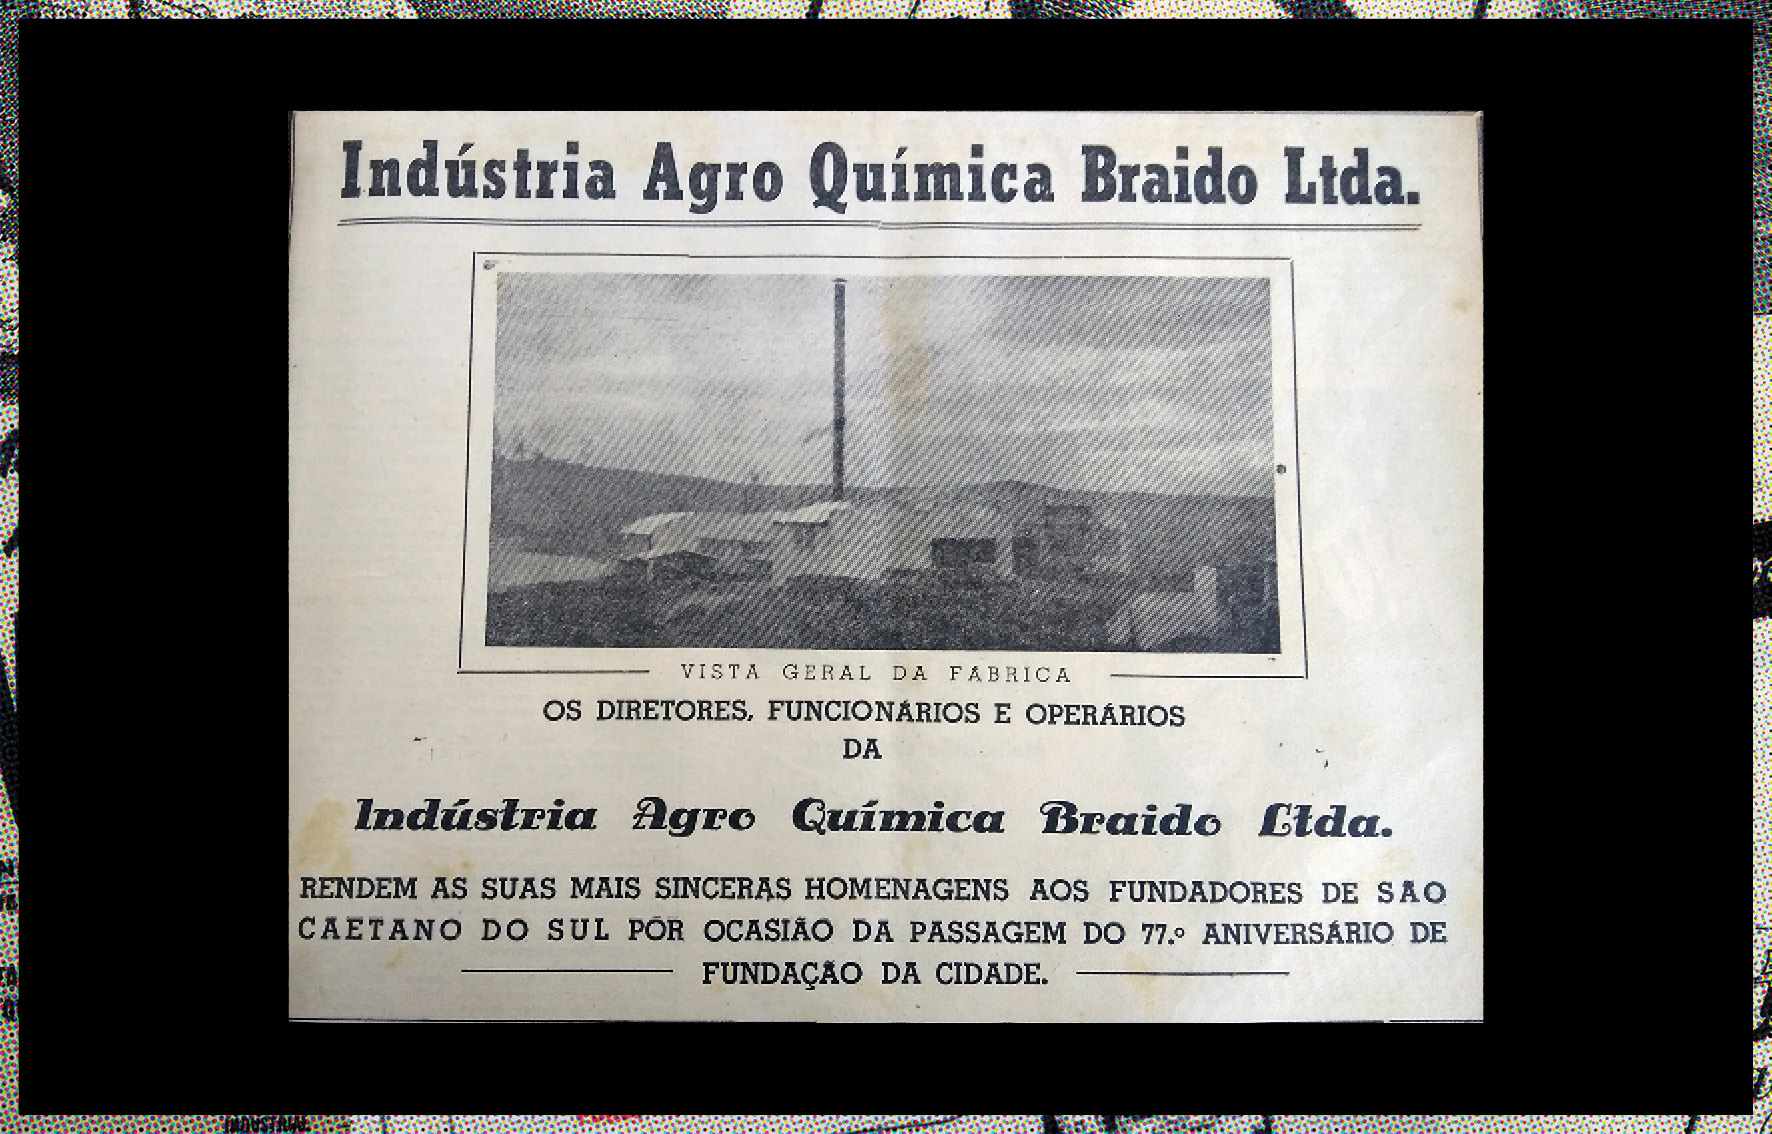 Indústria Agro Química Braido Ltda.
VISTA GERAL DA FÁBRICA
OS DIRETORES, FUNCIONÁRIOS E OPERÁRIOS
DA
Indústria Agro Química Braido Ltda.
RENDEM AS SUAS MAIS SINCERAS HOMENAGENS AOS FUNDADORES DE SAO
CAETANO DO SUL POR OCASIÃO DA PASSAGEM DO 77.º ANIVERSÁRIO DE
FUNDAÇÃO DA CIDADE.